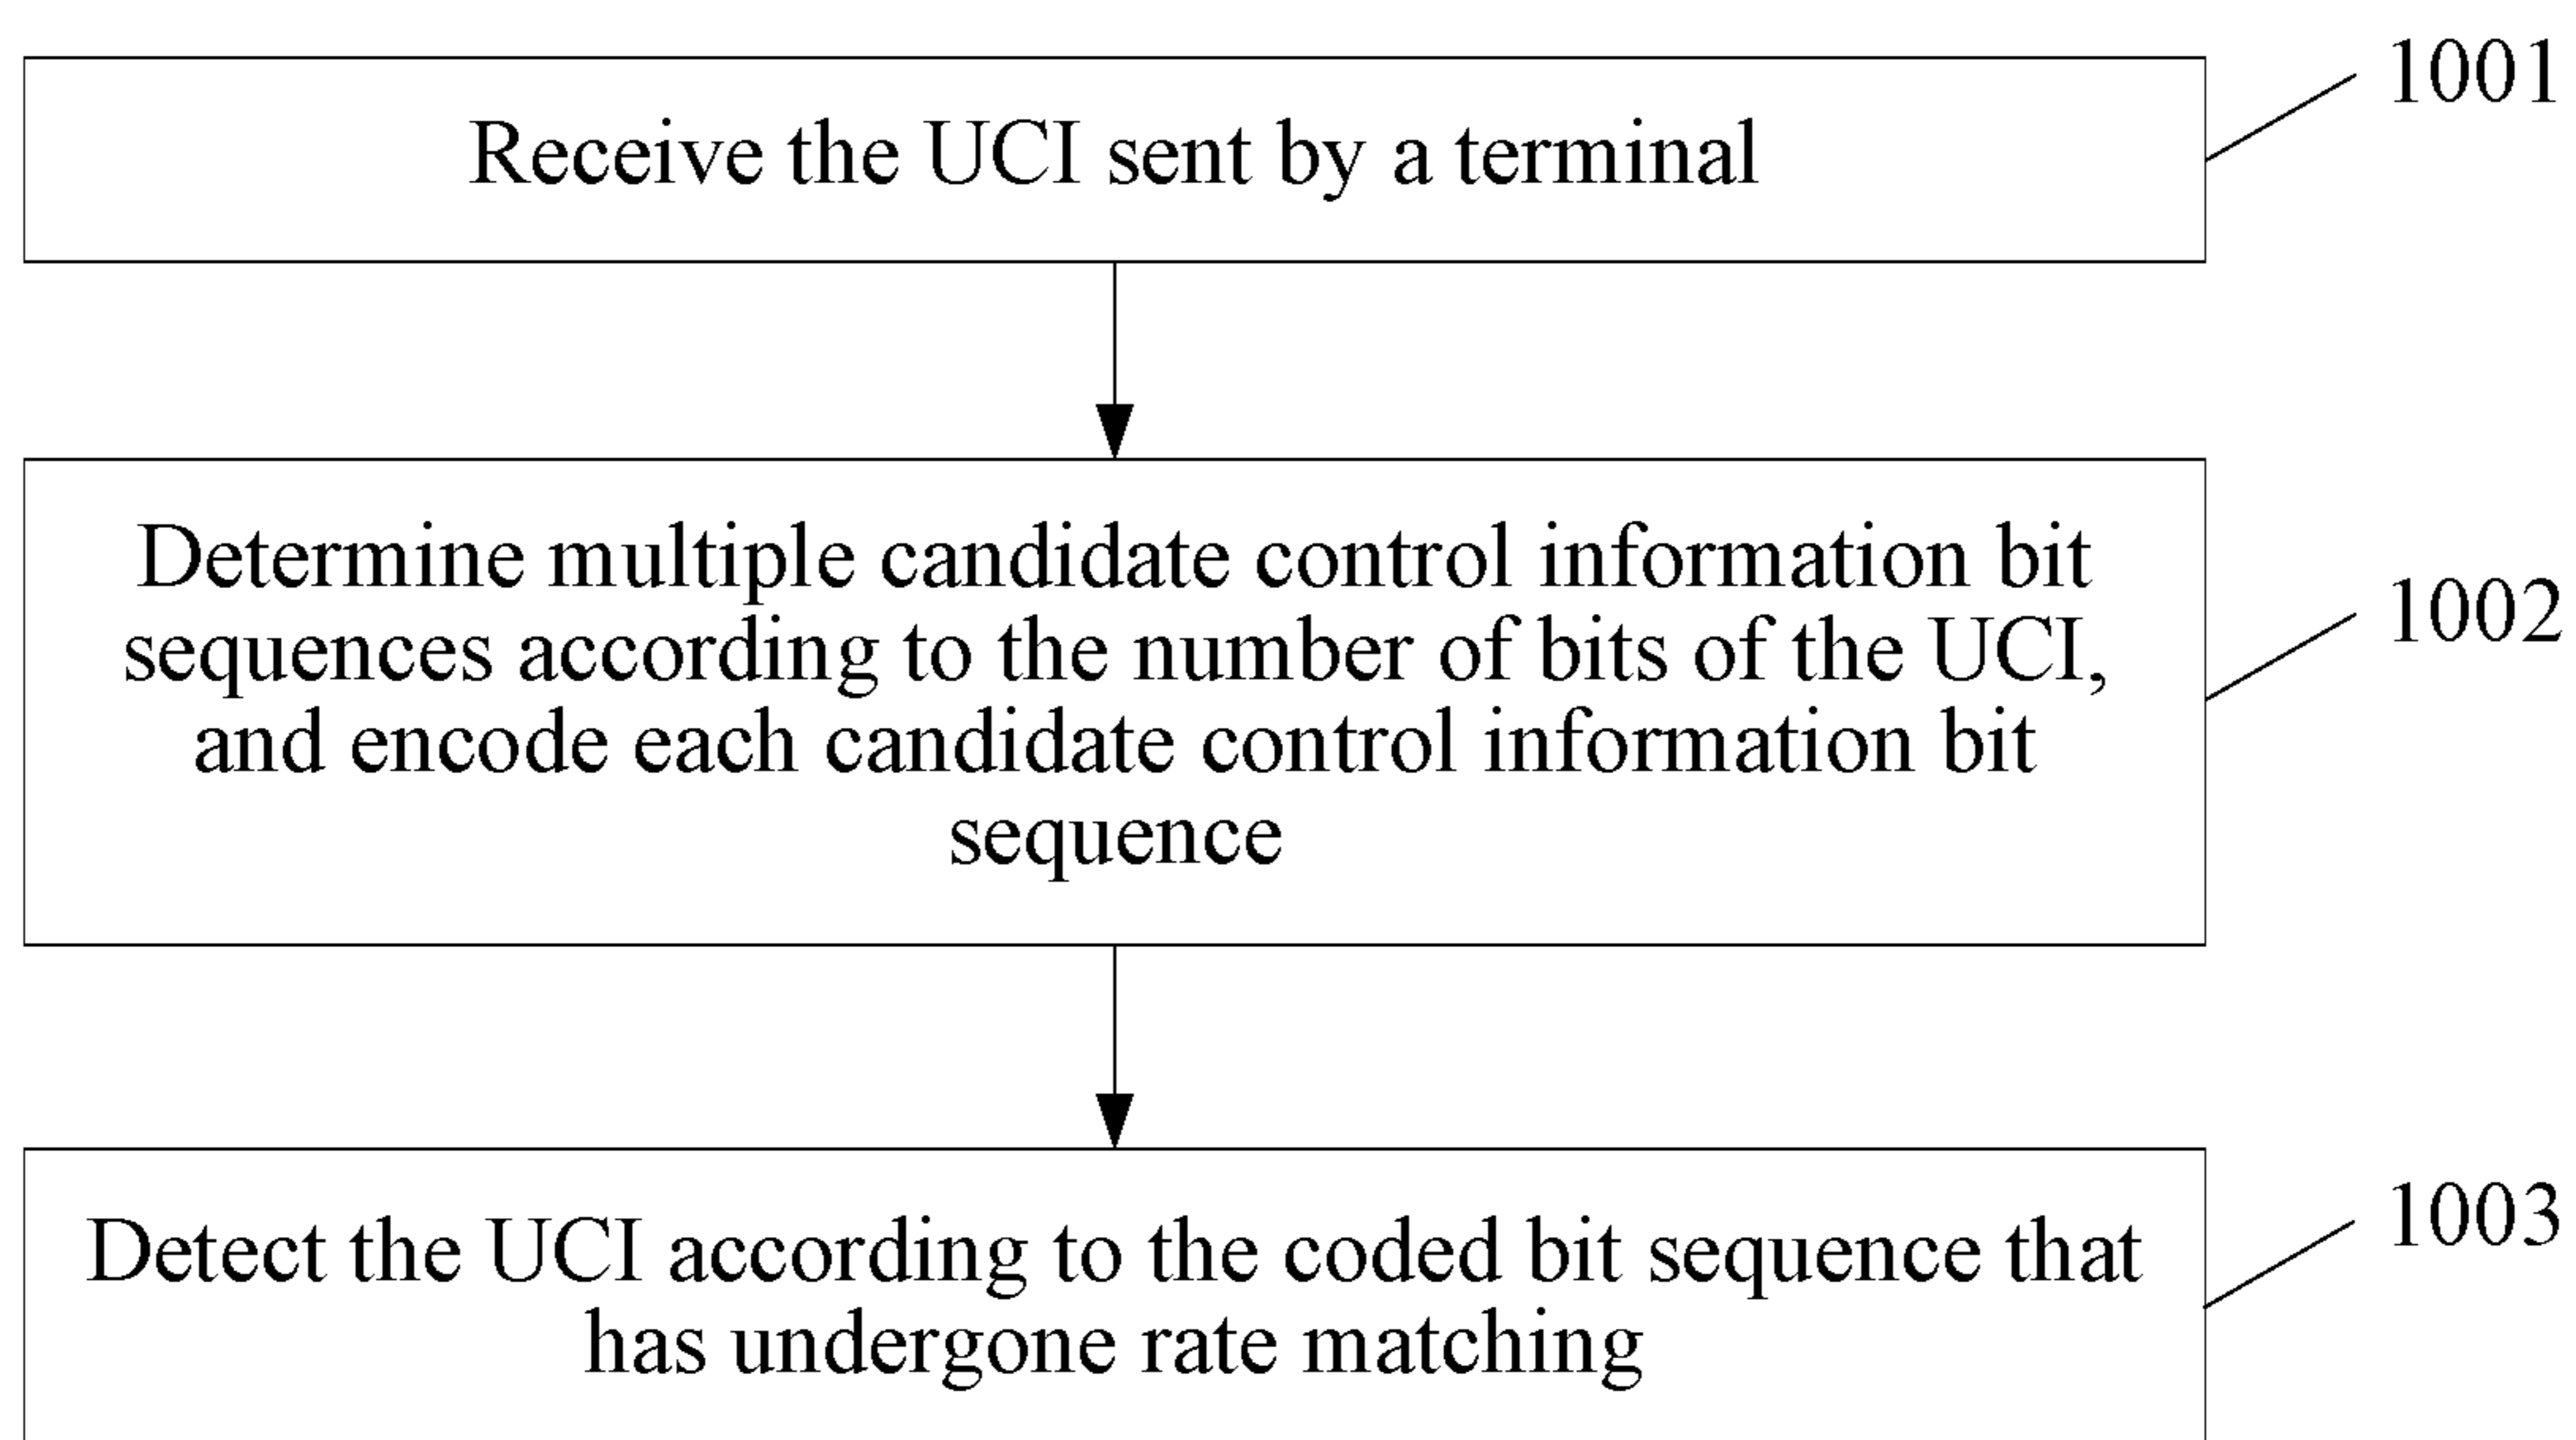 Receive the UCI sent by a terminal
1001
Determine multiple candidate control information bit
sequences according to the number of bits of the UCI,
and encode each candidate control information bit
sequence
1002
Detect the UCI according to the coded bit sequence that
has undergone rate matching
1003